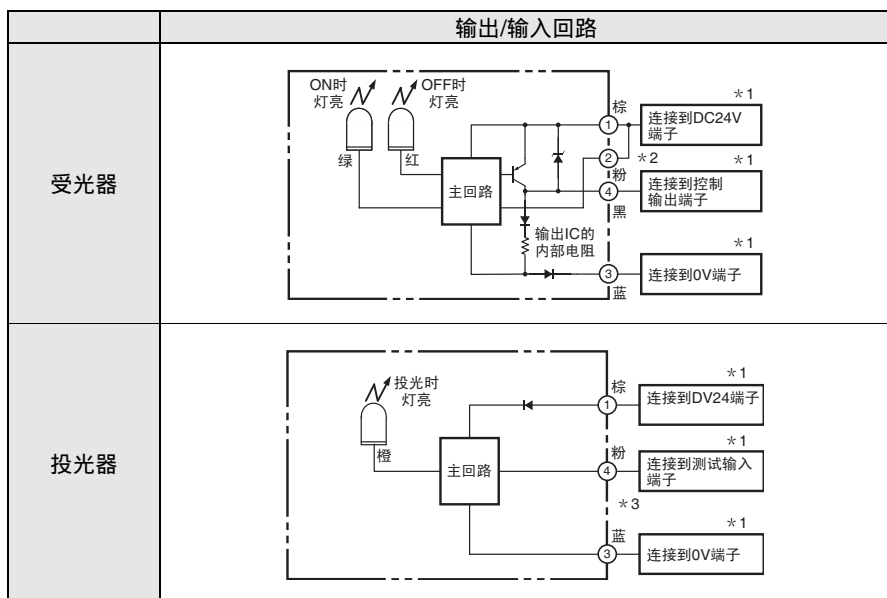 输出/输入回路
受光器
ON时
灯亮
OFF时
灯亮
绿
红
主回路
输出IC的
内部电阻
棕
1
2
*2
粉
4
黑
3
蓝
*1
连接到DC24V
端子
*1
连接到控制
输出端子
*1
连接到0V端子
投光器
投光时
灯亮
橙
主回路
棕
1
粉
4
*3
蓝
3
*1
连接到DV24端子
*1
连接到测试输入
端子
*1
连接到0V端子